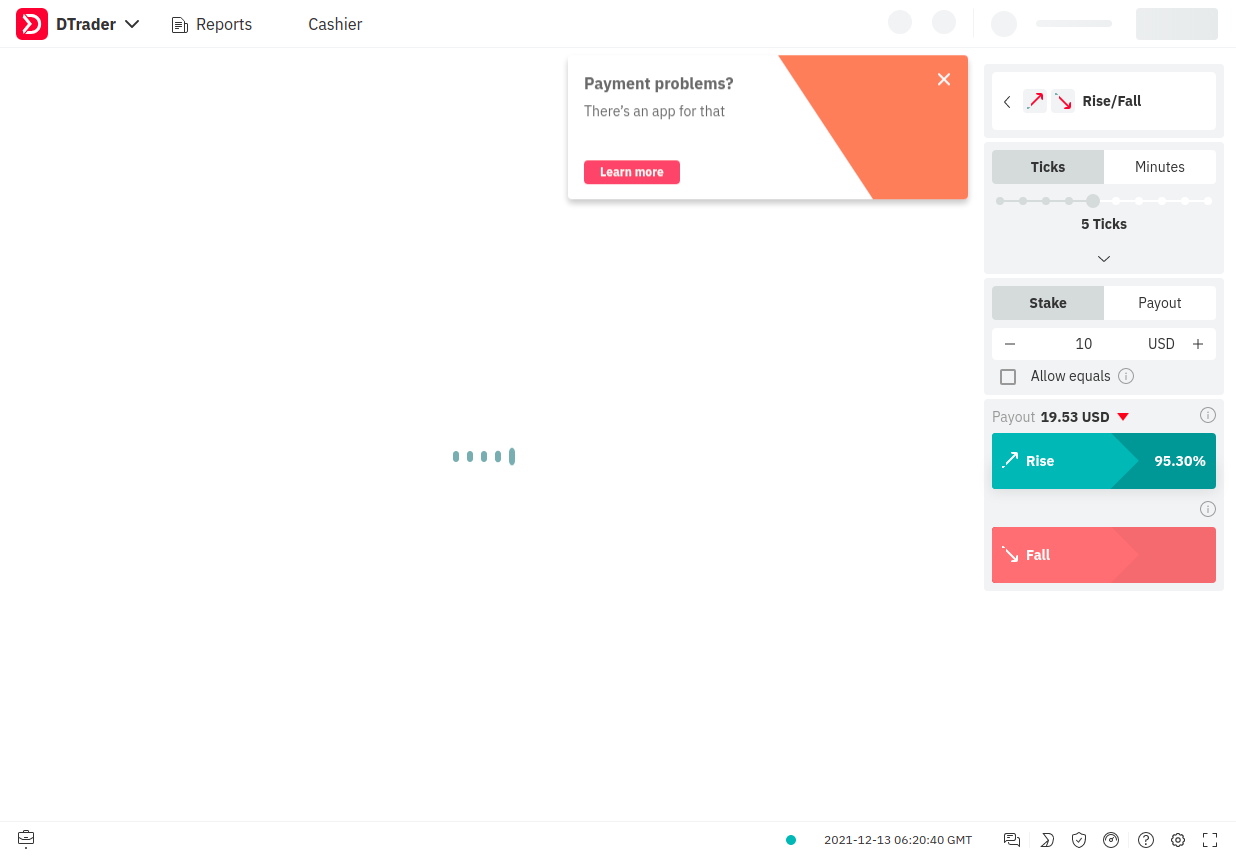 DTrader
Reports
Cashier
Payment problems?
There's an app for that
Learn more
Rise/Fall
Ticks
Minutes
5 Ticks
Stake
Payout
10
USD
Allow equals
Payout 19.53 USD
Rise
95.30%
Fall
2021-12-13 06:20:40 GMT